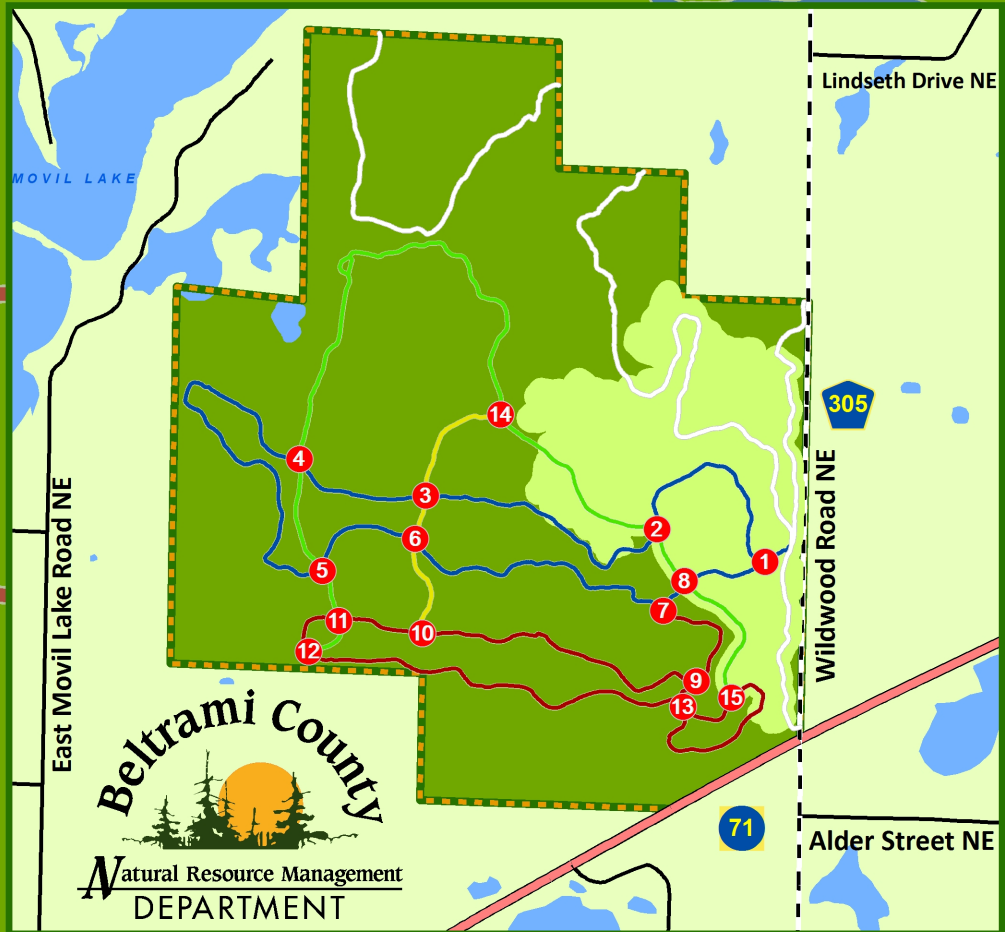 Lindseth Drive NE
MOVIL LAKE
305
14
4
3
2
6
1
5
8
7
11
10
12
9
15
13
East Movil Lake Road NE
Wildwood Road NE
Beltrami County
Natural Resource Management
DEPARTMENT
71
Alder Street NE